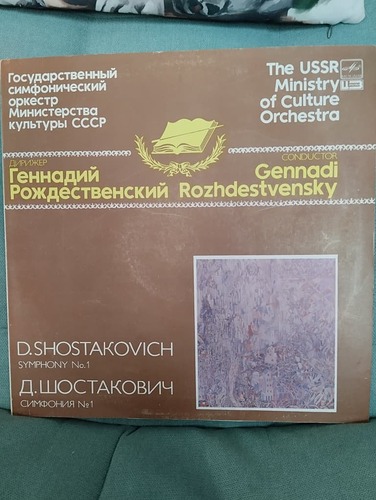 Государственный
симфонический
оркестр
Министерства
культуры СССР
The USSR
Ministry
of Culture
Orchestra
ДИРИЖЕР
Геннадий
Рождественский
CONDUCTOR
Gennadi
Rozhdestvensky
D.SHOSTAKOVICH
SYMPHONY No.1
Д.ШОСТАКОВИЧ
СИМФОНИЯ №1